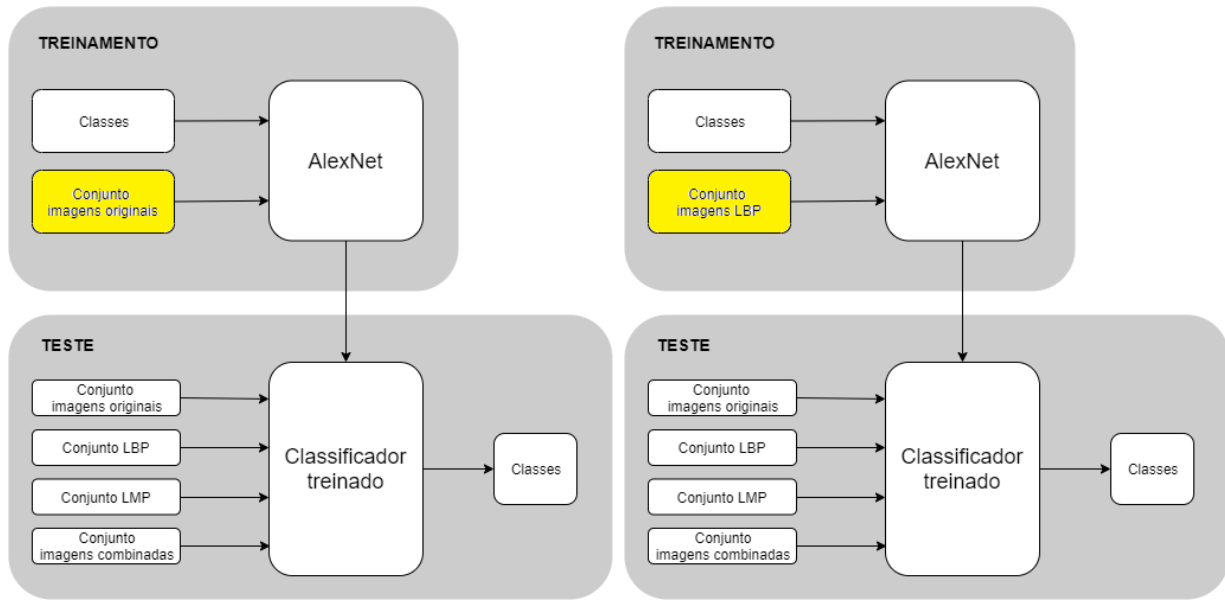 TREINAMENTO
Classes
Conjunto
imagens originais
AlexNet
TESTE
Conjunto
imagens originais
Conjunto LBP
Conjunto LMP
Conjunto
imagens combinadas
Classificador
treinado
Classes
TREINAMENTO
Classes
Conjunto
imagens LBP
AlexNet
TESTE
Conjunto
imagens originais
Conjunto LBP
Conjunto LMP
Conjunto
imagens combinadas
Classificador
treinado
Classes